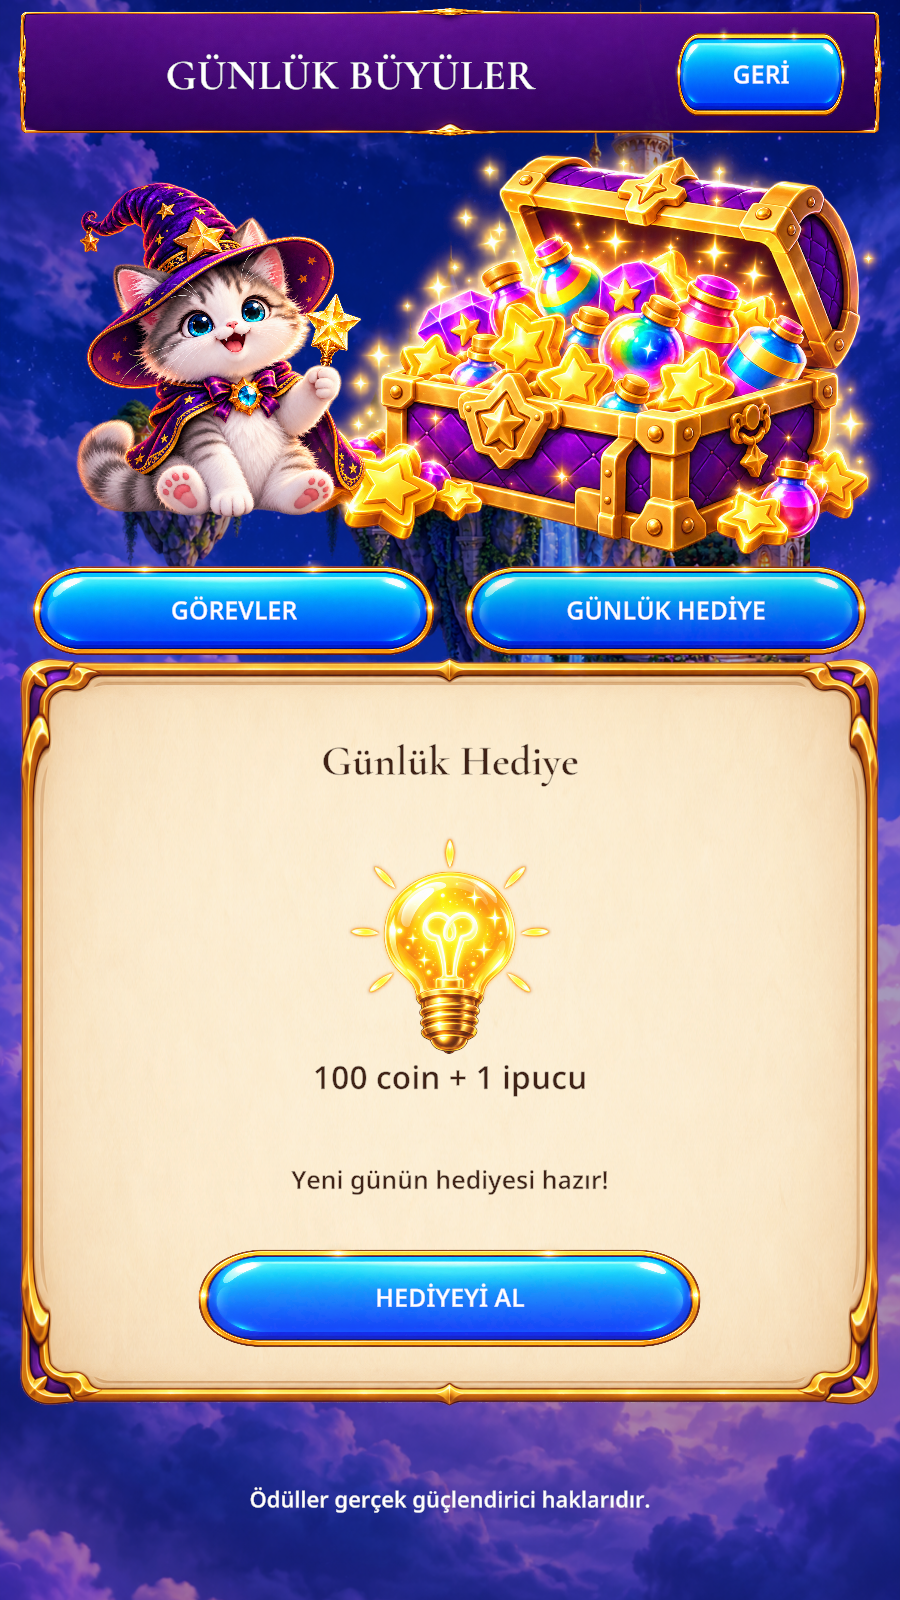 GÜNLÜK BÜYÜLER
GERİ
GÖREVLER
GÜNLÜK HEDİYE
Günlük Hediye
100 coin + 1 ipucu
Yeni günün hediyesi hazır!
HEDİYEYİ AL
Ödüller gerçek güçlendirici haklarıdır.